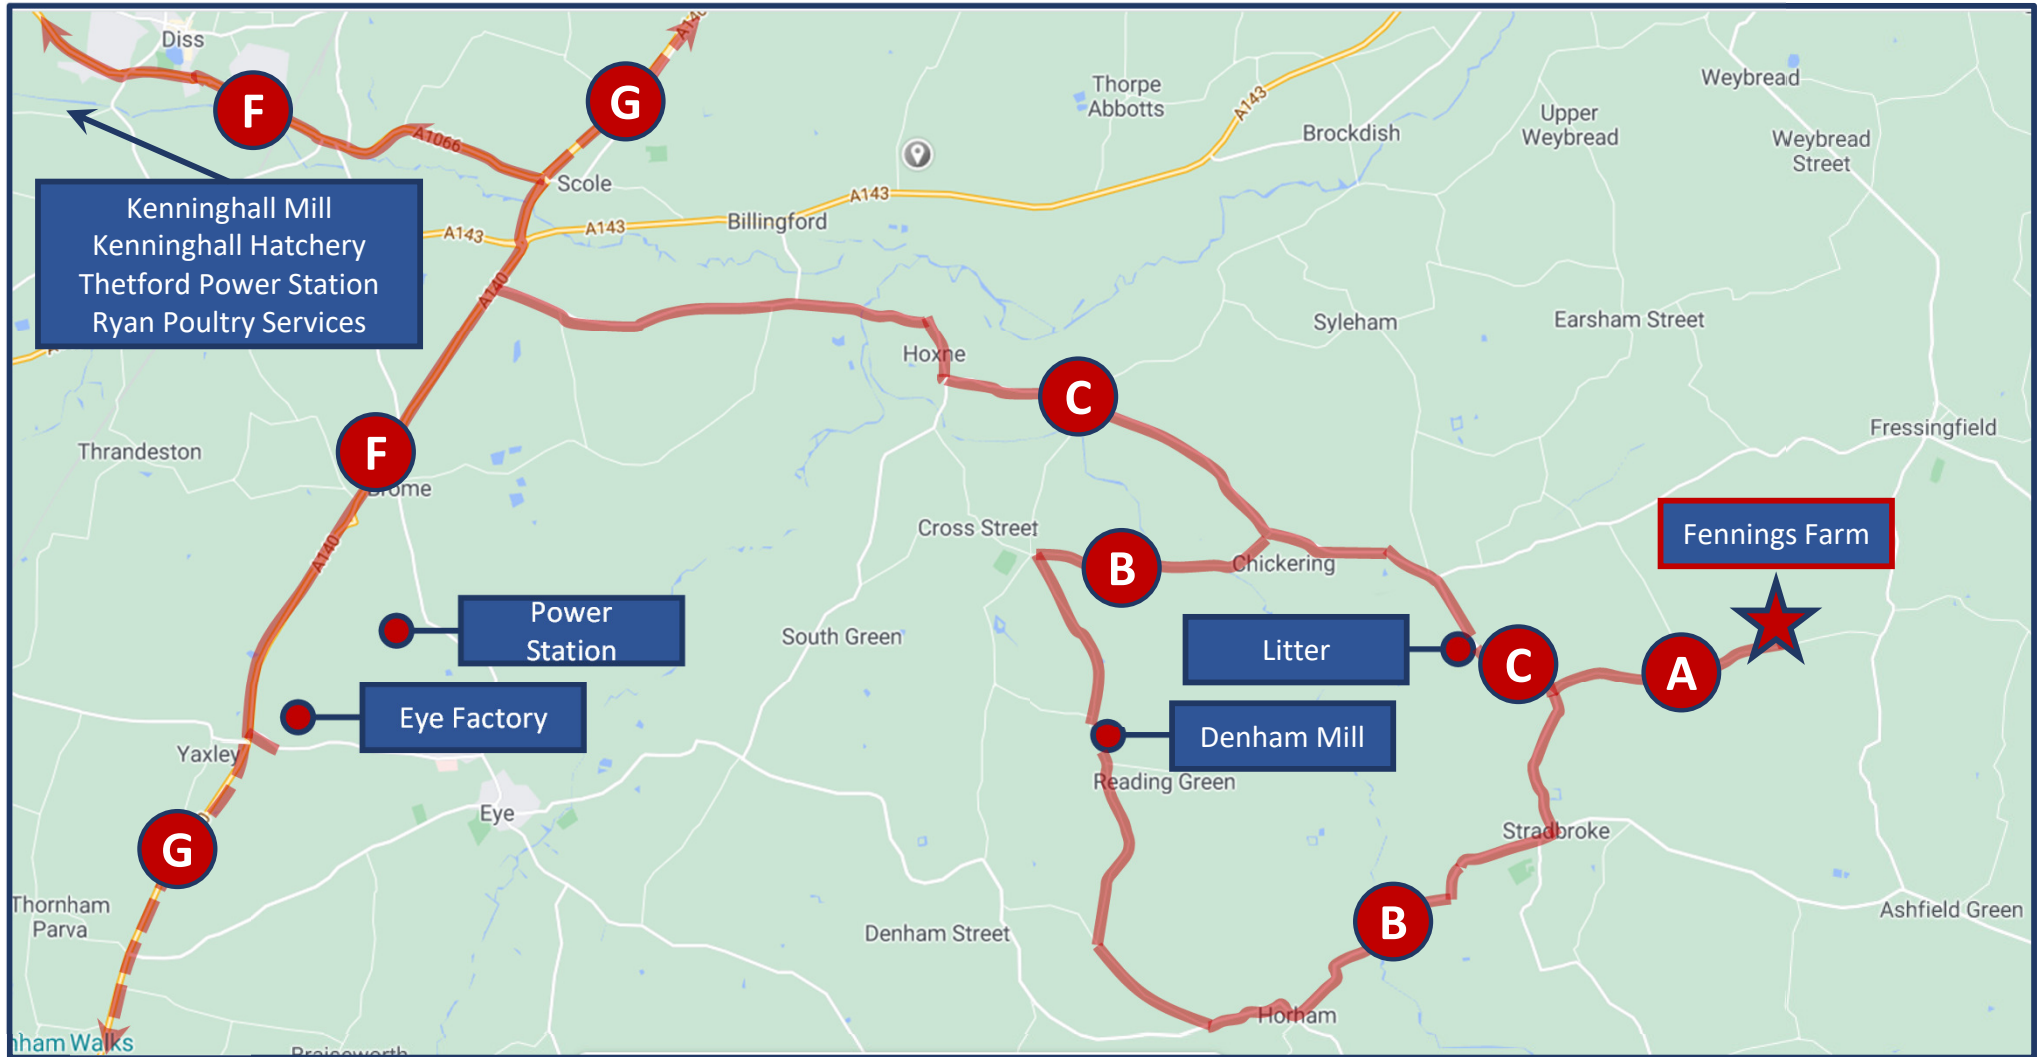 Diss
A140
G
F
Thorpe
Abbotts
A143
Weybread
Upper
Weybread
Brockdish
Weybread
Street
A1066
Scole
Kenninghall Mill
Kenninghall Hatchery
Thetford Power Station
Ryan Poultry Services
A143
A143
Billingford
A143
A140
Hoxne
Syleham
Earsham Street
C
Thrandeston
F
Brome
Fressingfield
A140
Cross Street
B
Chickering
Fennings Farm
Power
Station
South Green
Litter
C
A
Eye Factory
Denham Mill
Yaxley
Reading Green
Eye
Stradbroke
G
Thornham
Parva
Denham Street
B
Ashfield Green
Horham
nham Walks
Braiseworth